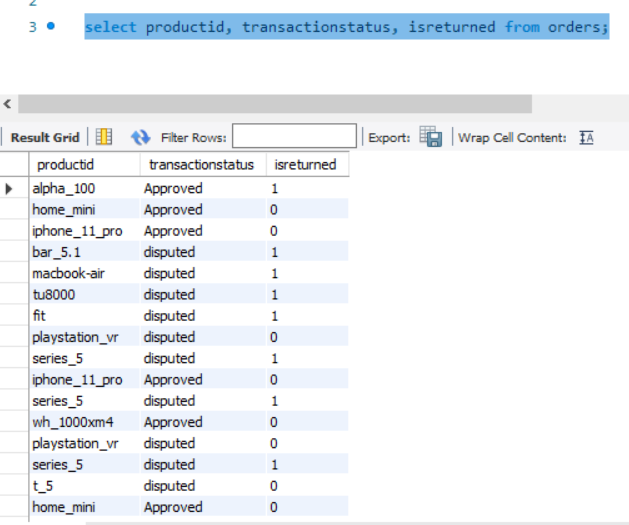 2
3 select productid, transactionstatus, isreturned from orders;
Result Grid Filter Rows: Export: Wrap Cell Content: IA
productid transactionstatus isreturned
alpha_100 Approved 1
home_mini Approved 0
iphone_11_pro Approved 0
bar_5.1 disputed 1
macbook-air disputed 1
tu8000 disputed 1
fit disputed 1
playstation_vr disputed 0
series_5 disputed 1
iphone_11_pro Approved 0
series_5 disputed 1
wh_1000xm4 Approved 0
playstation_vr disputed 0
series_5 disputed 1
t_5 disputed 0
home_mini Approved 0